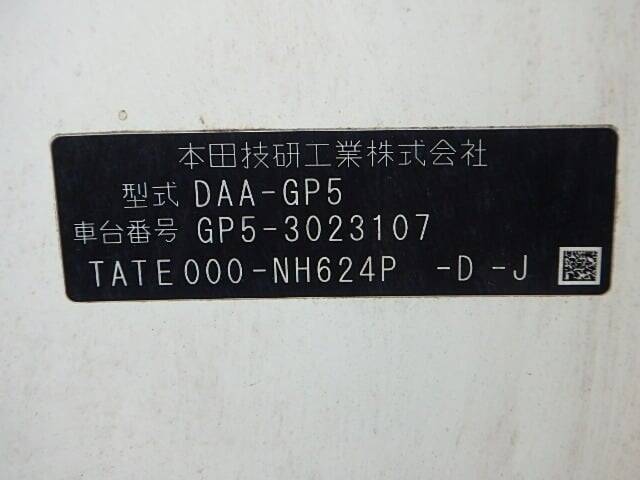 本田技研工業株式会社
型式 DAA-GP5
車台番号 GP5-3023107
TATE000-NH624P -D-J